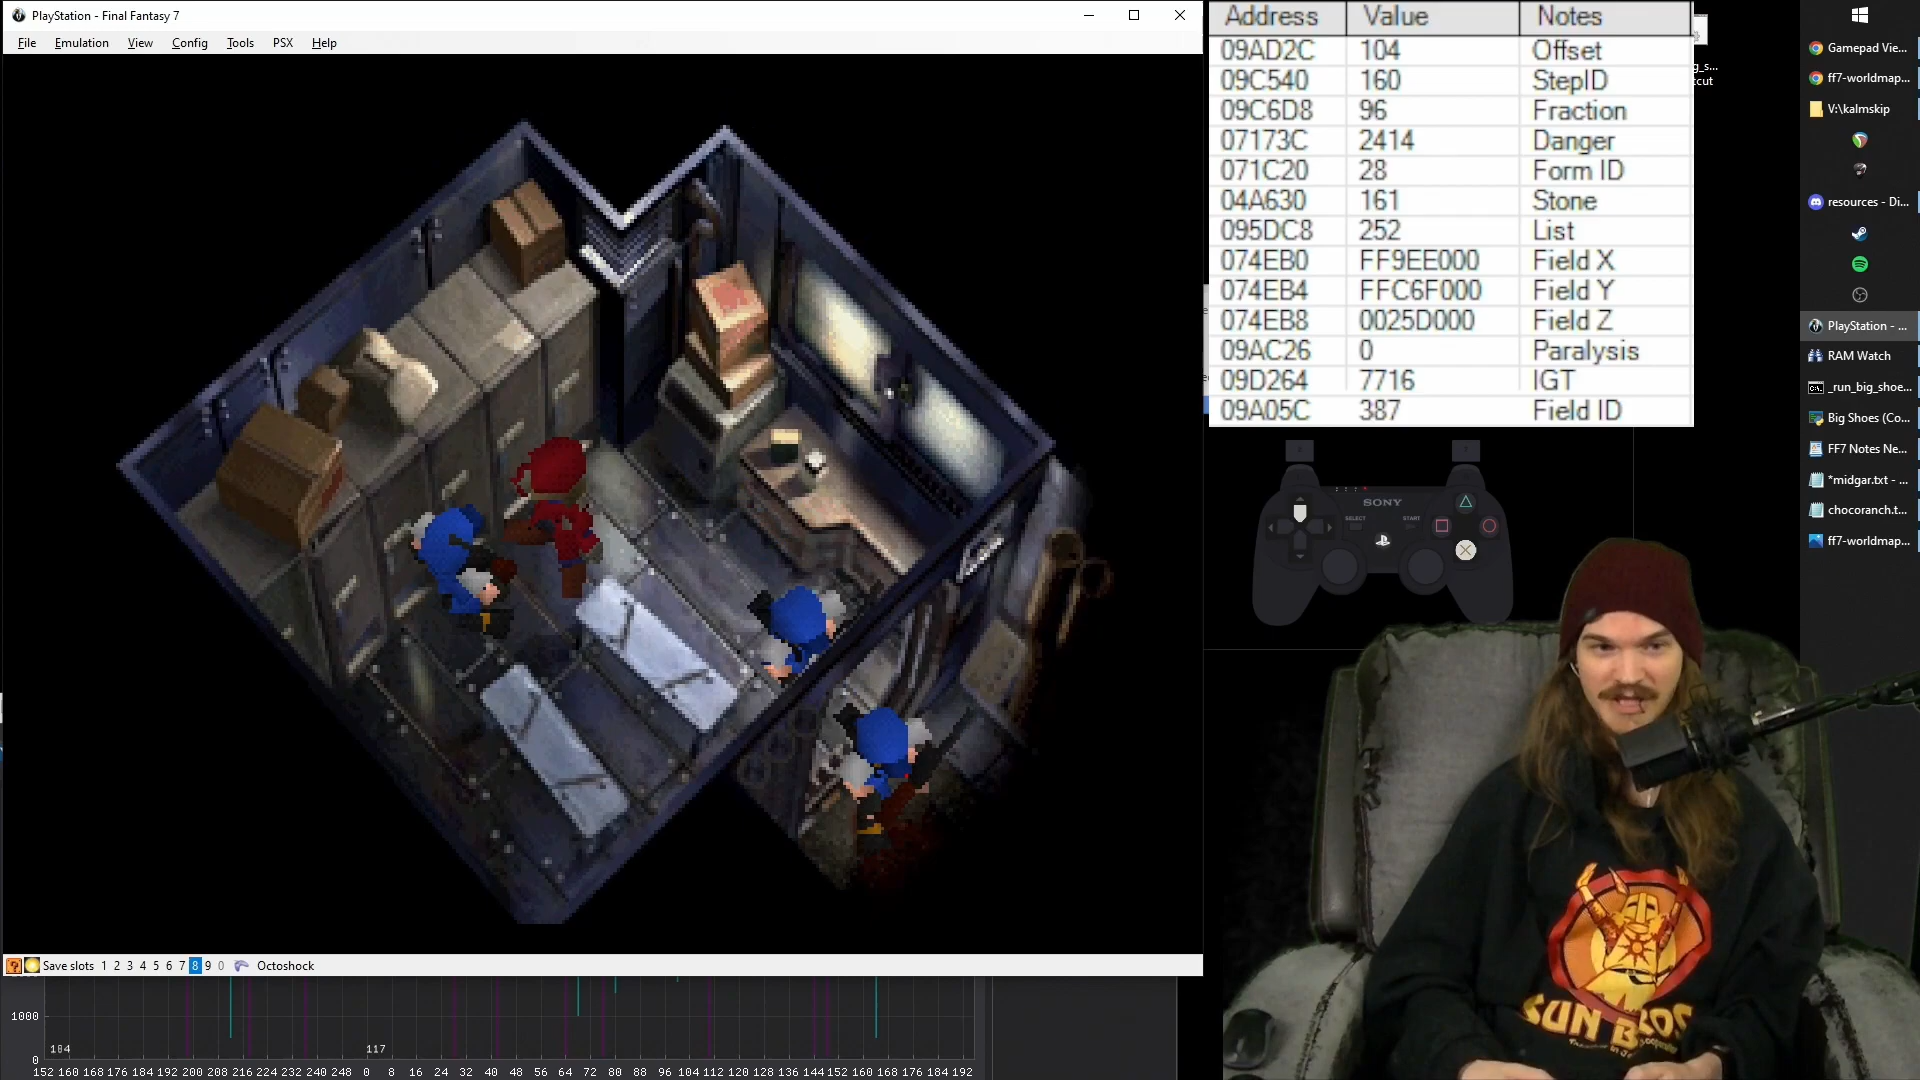 PlayStation - Final Fantasy 7
File Emulation View Config Tools PSX Help
Address Value Notes
09AD2C 104 Offset
09C540 160 StepID
09C6D8 96 Fraction
07173C 2414 Danger
071C20 28 Form ID
04A630 161 Stone
095DC8 252 List
074EB0 FF9EE000 Field X
074EB4 FFC6F000 Field Y
074EB8 0025D000 Field Z
09AC26 0 Paralysis
09D264 7716 IGT
09A05C 387 Field ID
g_s...
tcut
SONY
SELECT START
SUN BROS
Gamepad Vie...
ff7-worldmap...
V:\kalmskip
resources - Di...
PlayStation - ...
RAM Watch
_run_big_shoe...
Big Shoes (Co...
FF7 Notes Ne...
*midgar.txt - ...
chocoranch.t...
ff7-worldmap...
Save slots 1 2 3 4 5 6 7 8 9 0 Octoshock
1000
0
104 117
152 160 168 176 184 192 200 208 216 224 232 240 248 0 8 16 24 32 40 48 56 64 72 80 88 96 104 112 120 128 136 144 152 160 168 176 184 192